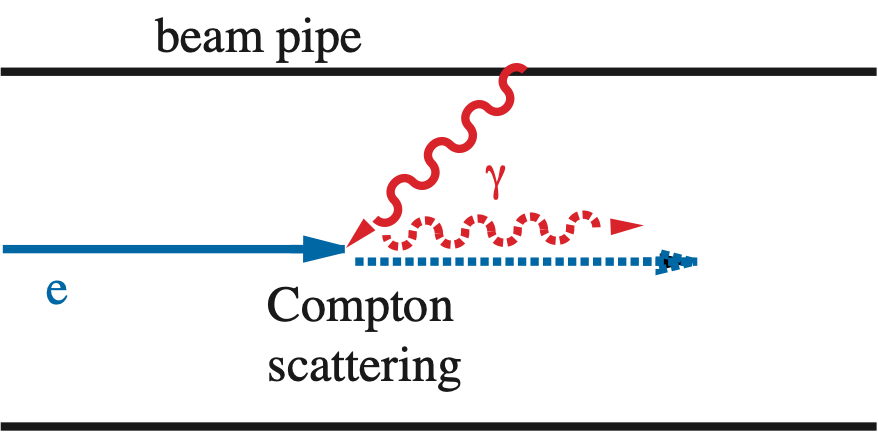 beam pipe
γ
e
Compton
scattering